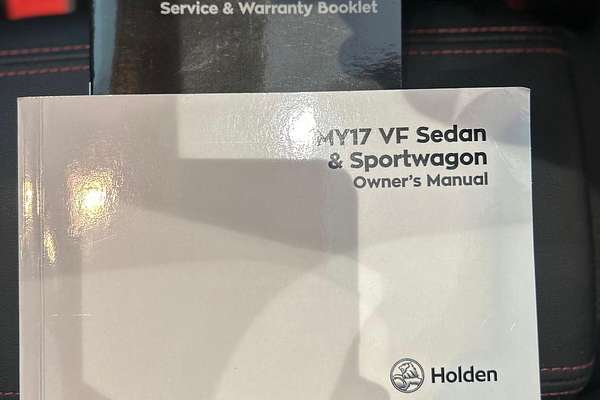 Service & Warranty Booklet
MY17 VF Sedan
& Sportwagon
Owner's Manual
Holden